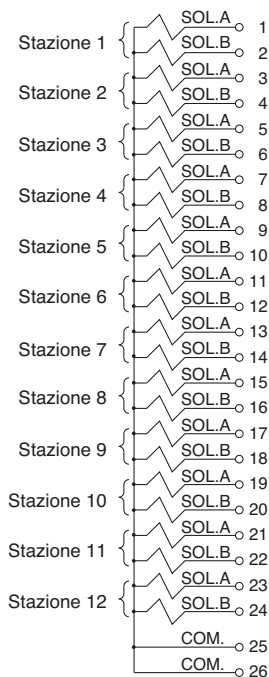 SOL.A 1
Stazione 1
SOL.B 2
SOL.A 3
Stazione 2
SOL.B 4
SOL.A 5
Stazione 3
SOL.B 6
SOL.A 7
Stazione 4
SOL.B 8
SOL.A 9
Stazione 5
SOL.B 10
SOL.A 11
Stazione 6
SOL.B 12
SOL.A 13
Stazione 7
SOL.B 14
SOL.A 15
Stazione 8
SOL.B 16
SOL.A 17
Stazione 9
SOL.B 18
SOL.A 19
Stazione 10
SOL.B 20
SOL.A 21
Stazione 11
SOL.B 22
SOL.A 23
Stazione 12
SOL.B 24
COM. 25
COM. 26